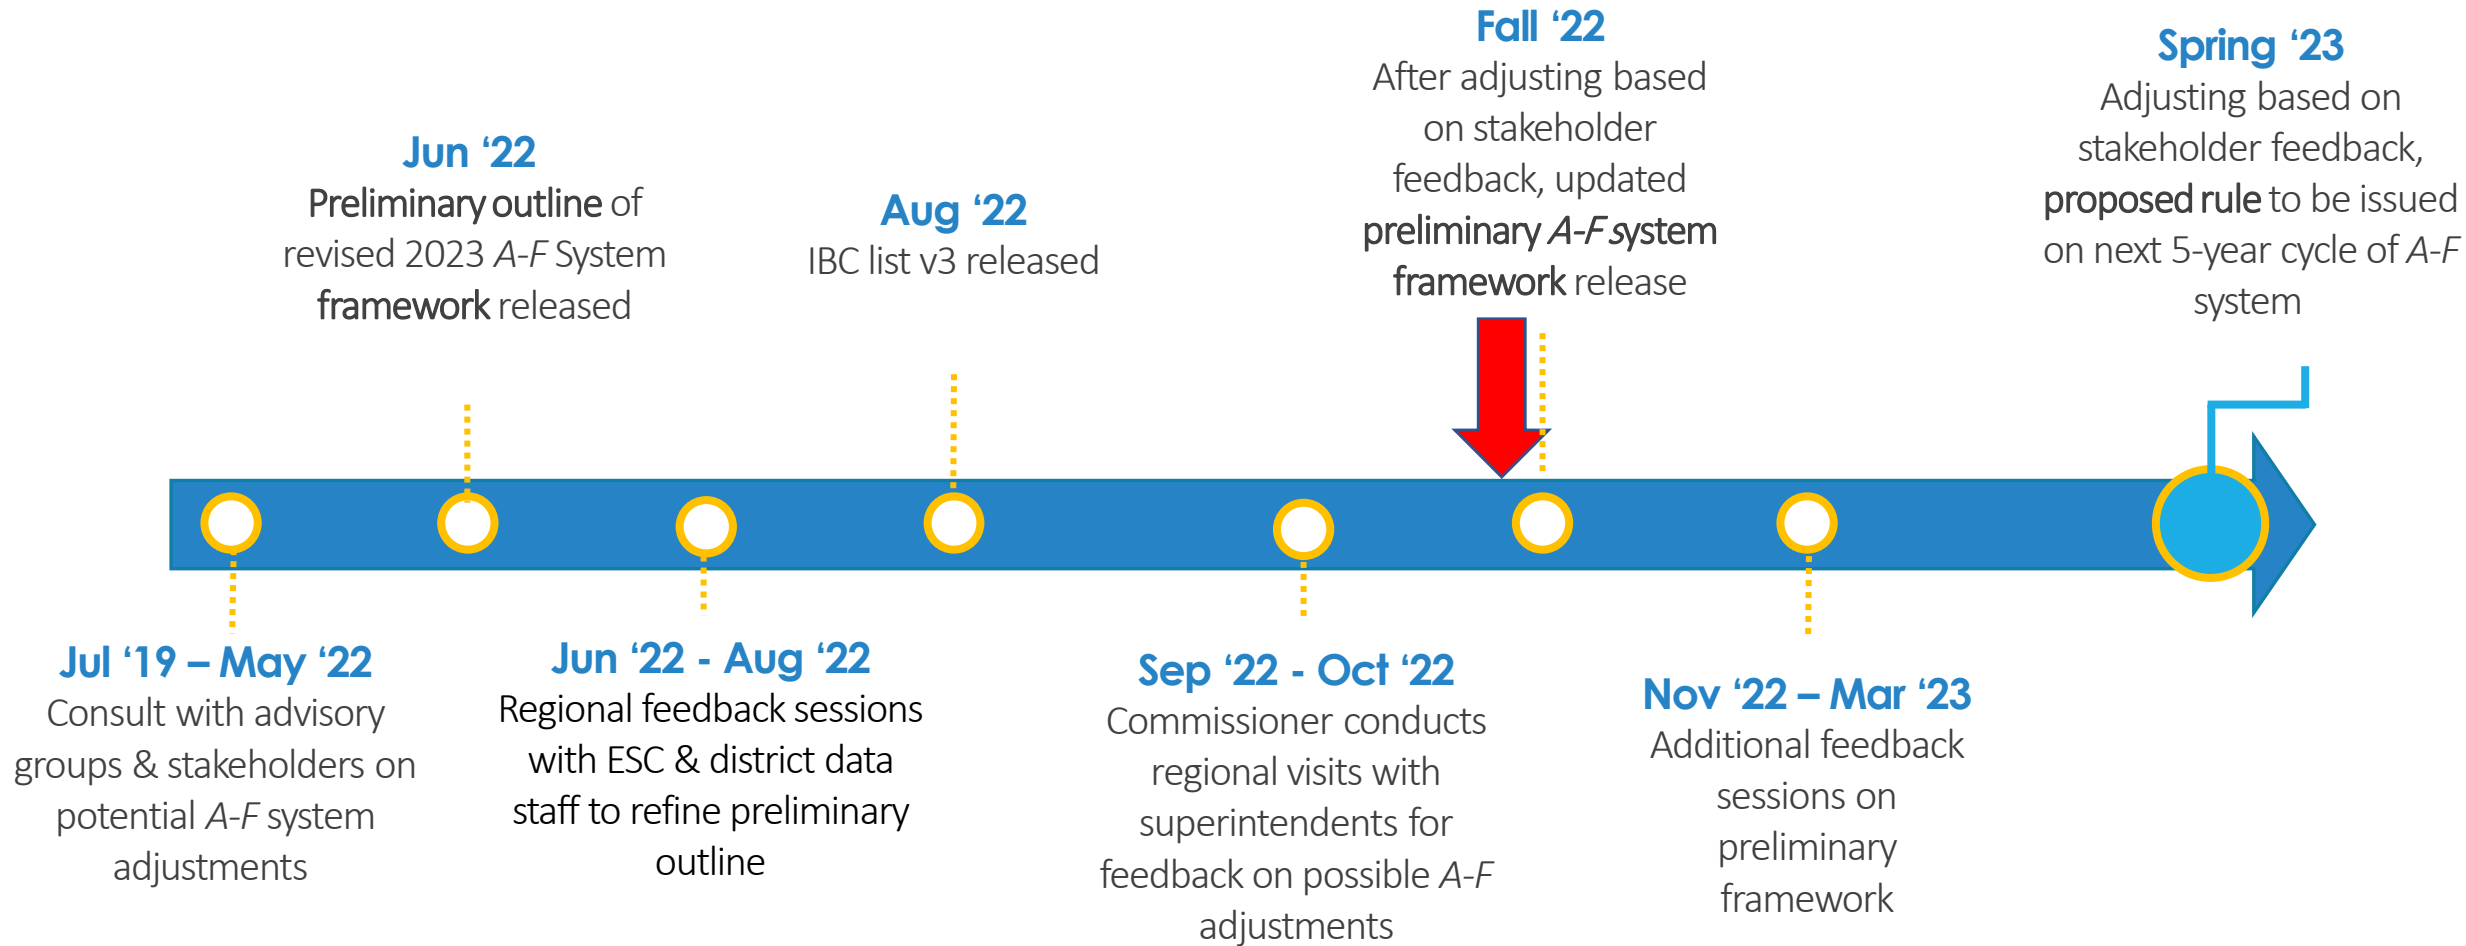 Jun ‘22
Preliminary outline of
revised 2023 A-F System
framework released
Aug ‘22
IBC list v3 released
Fall ‘22
After adjusting based
on stakeholder
feedback, updated
preliminary A-F system
framework release
Spring ‘23
Adjusting based on
stakeholder feedback,
proposed rule to be issued
on next 5-year cycle of A-F
system
Jul ‘19 – May ‘22
Consult with advisory
groups & stakeholders on
potential A-F system
adjustments
Jun ‘22 - Aug ‘22
Regional feedback sessions
with ESC & district data
staff to refine preliminary
outline
Sep ‘22 - Oct ‘22
Commissioner conducts
regional visits with
superintendents for
feedback on possible A-F
adjustments
Nov ‘22 – Mar ‘23
Additional feedback
sessions on
preliminary
framework